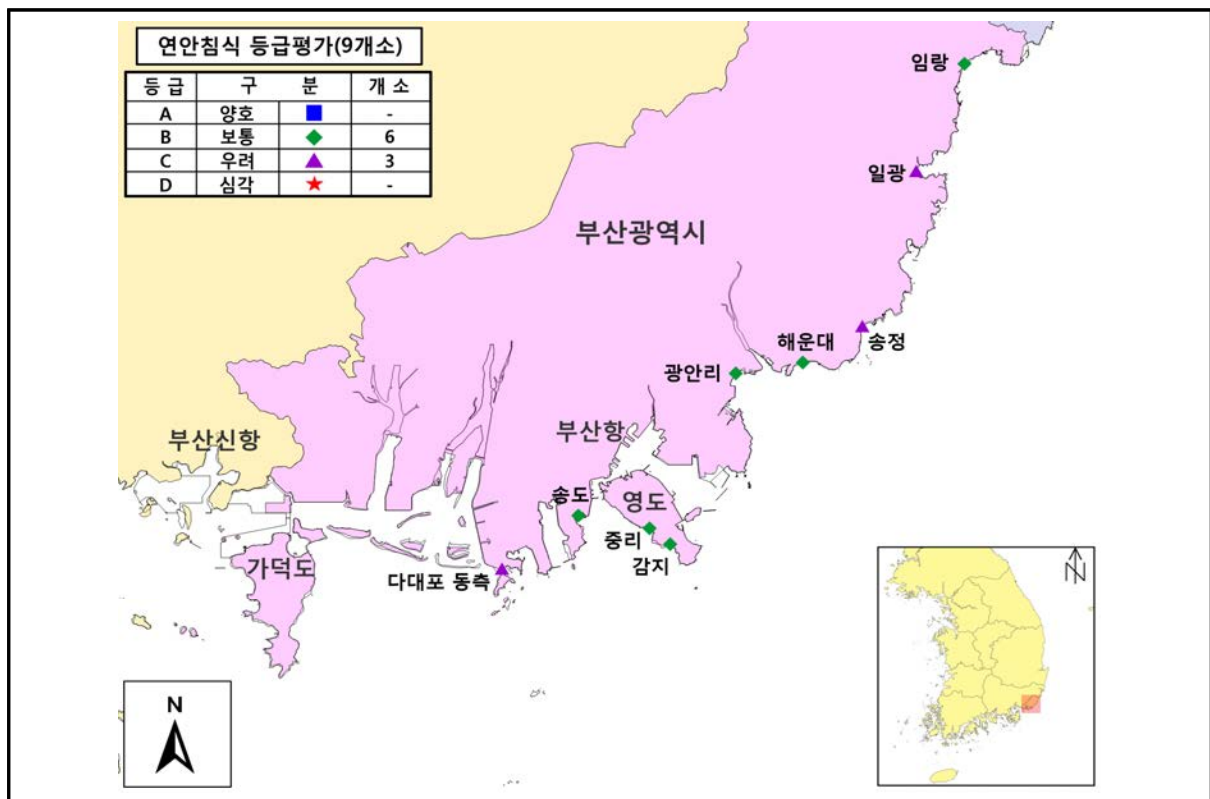 연안침식 등급평가(9개소)
등 급 구 분 개 소
A 양호 -
B 보통 6
C 우려 3
D 심각 -
임랑
일광
부산광역시
송정
해운대
광안리
부산항
부산신항
송도
영도
중리
감지
가덕도
다대포 동측
N
N